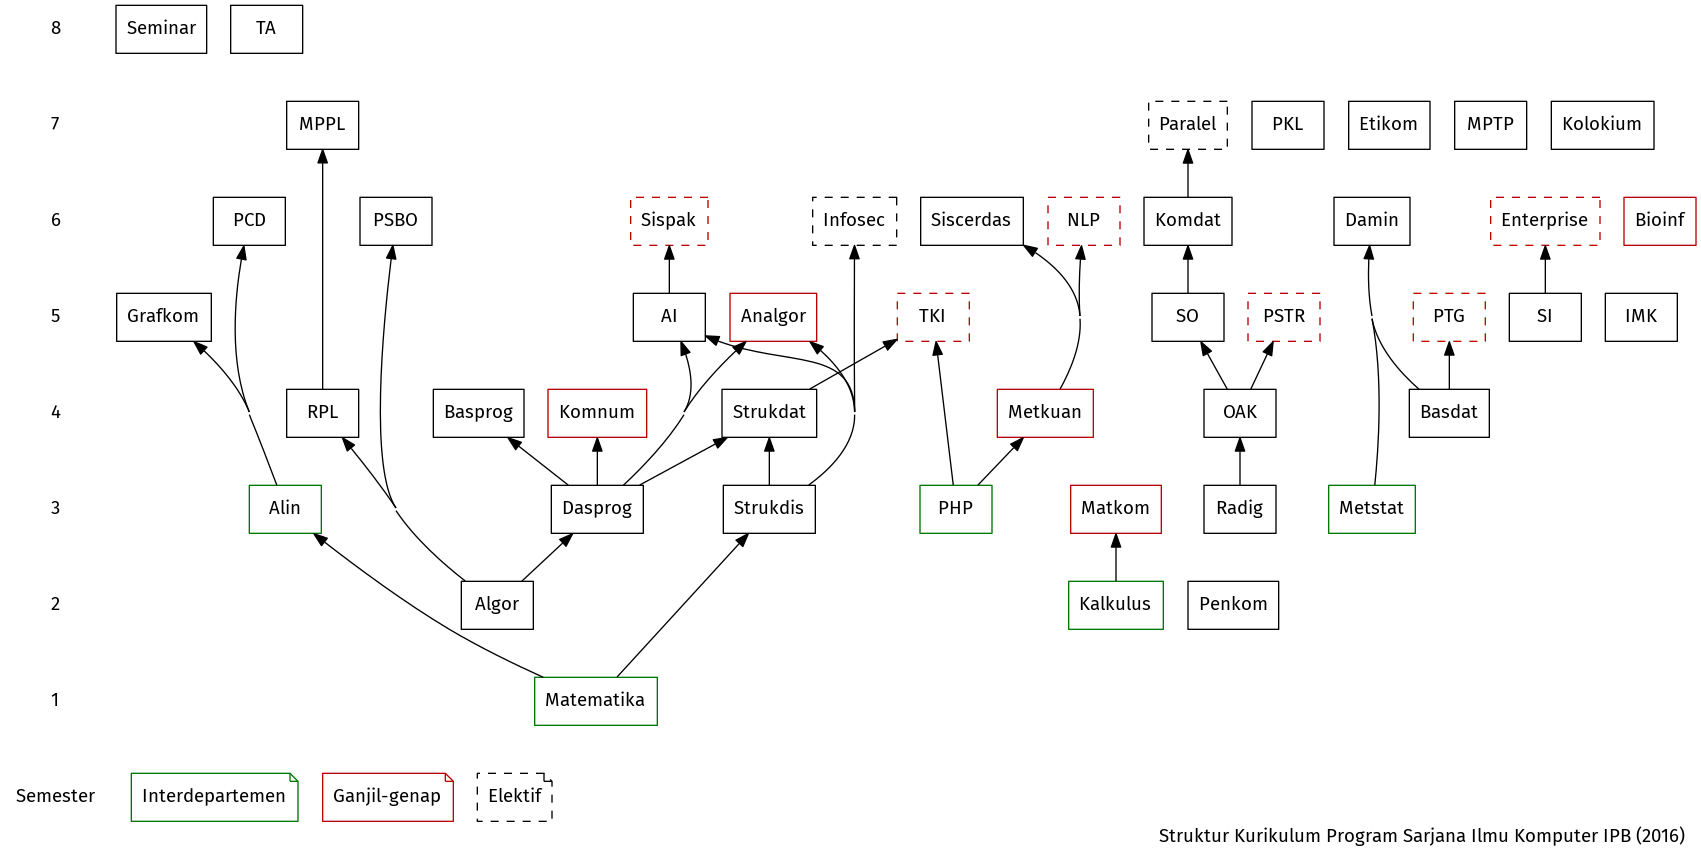 8 Seminar TA
7 MPPL Paralel PKL Etikom MPTP Kolokium
6 PCD PSBO Sispak Infosec Siscerdas NLP Komdat Damin Enterprise Bioinf
5 Grafkom AI Analgor TKI SO PSTR PTG SI IMK
4 RPL Basprog Komnum Strukdat Metkuan OAK Basdat
3 Alin Dasprog Strukdis PHP Matkom Radig Metstat
2 Algor Kalkulus Penkom
1 Matematika
Semester Interdepartemen Ganjil-genap Elektif
Struktur Kurikulum Program Sarjana Ilmu Komputer IPB (2016)